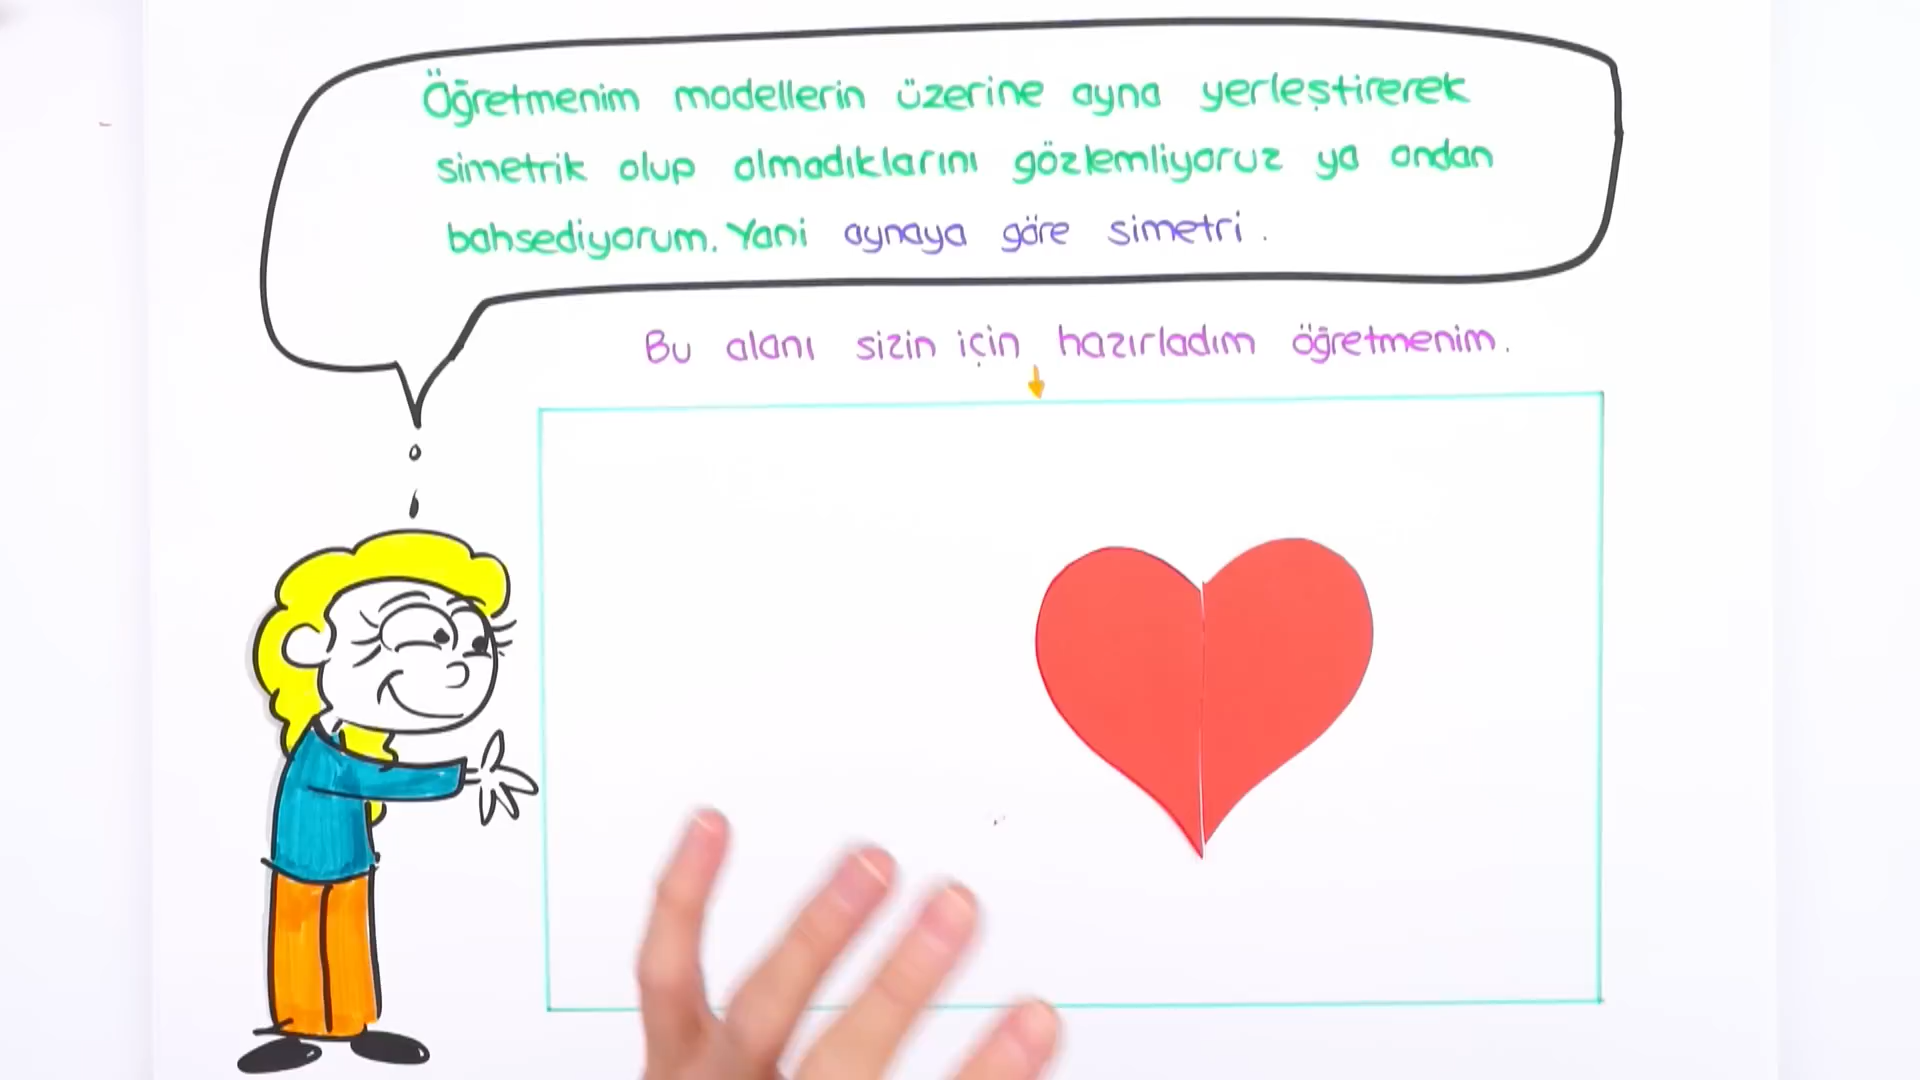 Öğretmenim modellerin üzerine ayna yerleştirerek
simetrik olup olmadıklarını gözlemliyoruz ya ondan
bahsediyorum. Yani aynaya göre simetri.
Bu alanı sizin için hazırladım öğretmenim.